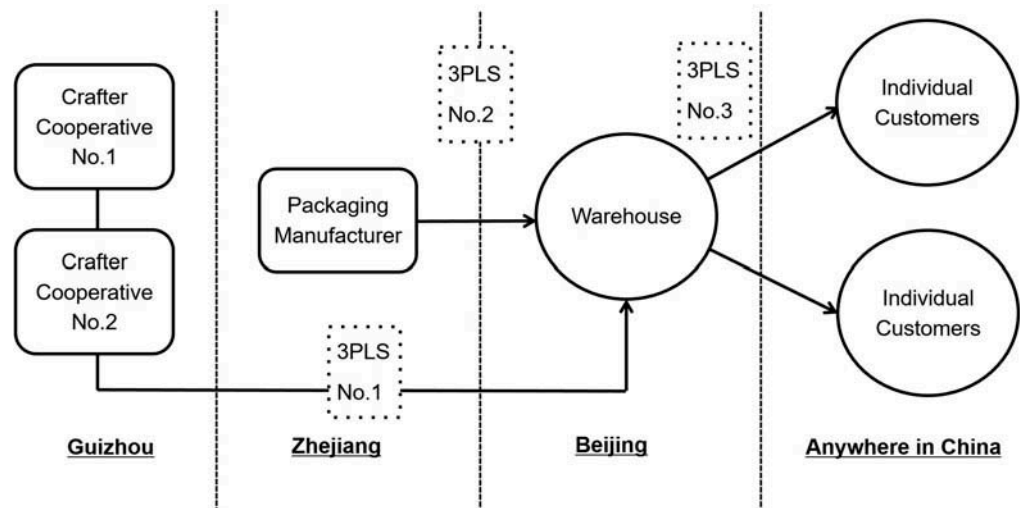 Crafter
Cooperative
No.1
Crafter
Cooperative
No.2
Packaging
Manufacturer
3PLS
No.1
3PLS
No.2
Warehouse
3PLS
No.3
Individual
Customers
Individual
Customers
Guizhou
Zhejiang
Beijing
Anywhere in China